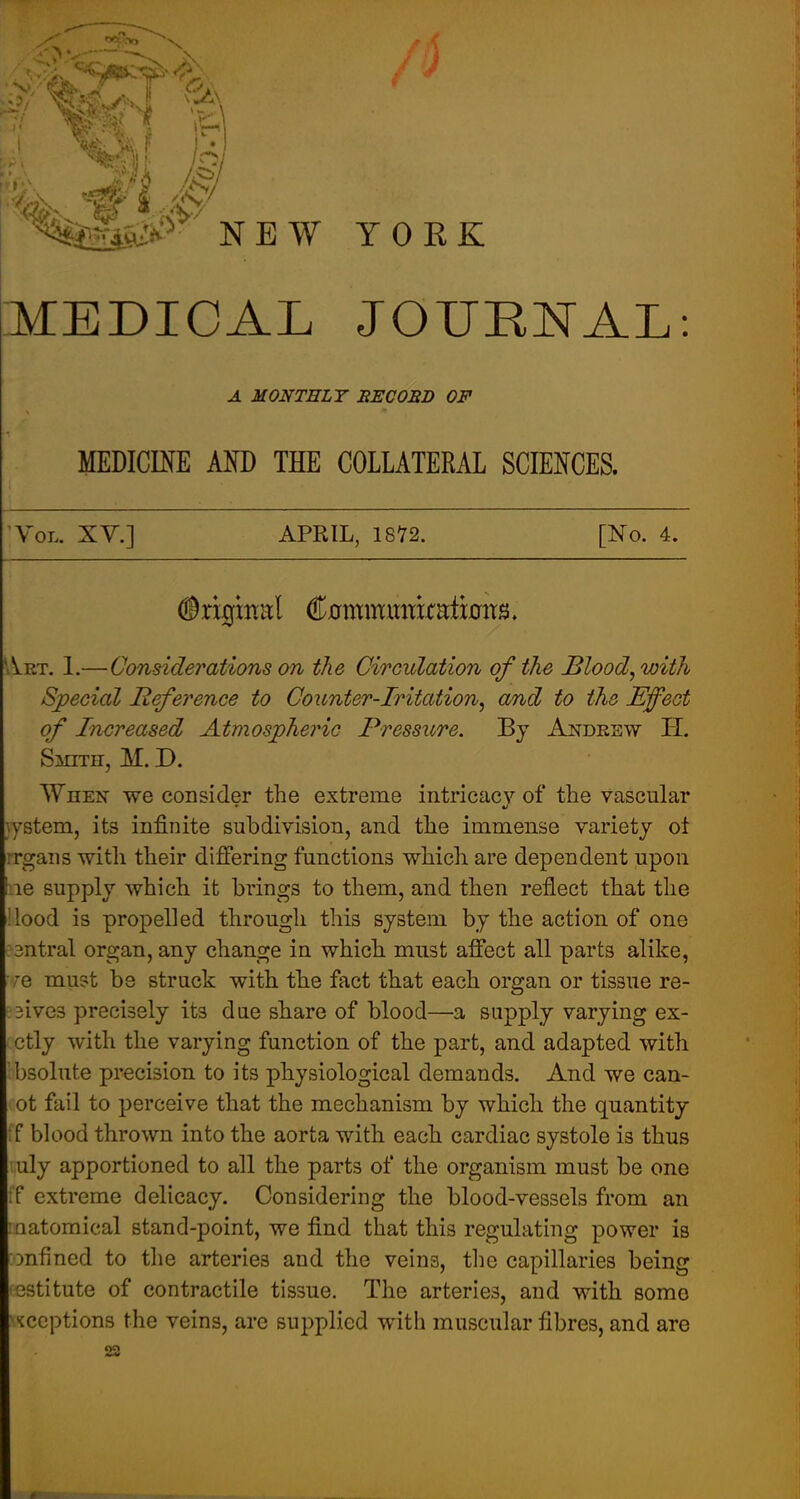 15
NEW YORK
MEDICAL JOURNAL:
A MONTHLY RECORD OF
MEDICINE AND THE COLLATERAL SCIENCES.
Vol. XV.] APRIL, 1872. [No. 4.
Original Communications.
Art. 1.—Considerations on the Circulation of the Blood, with
Special Reference to Counter-Iritation, and to the Effect
of Increased Atmospheric Pressure. By Andrew H.
Smith, M. D.
When we consider the extreme intricacy of the vascular
ystem, its infinite subdivision, and the immense variety of
rgans with their differing functions which are dependent upon
ie supply which it brings to them, and then reflect that the
lood is propelled through this system by the action of one
entral organ, any change in which must affect all parts alike,
e must be struck with the fact that each organ or tissue re-
eives precisely its due share of blood—a supply varying ex-
ctly with the varying function of the part, and adapted with
bsolute precision to its physiological demands. And we can-
ot fail to perceive that the mechanism by which the quantity
f blood thrown into the aorta with each cardiac systole is thus
uly apportioned to all the parts of the organism must be one
f extreme delicacy. Considering the blood-vessels from an
natomical stand-point, we find that this regulating power is
onfined to the arteries and the veins, the capillaries being
estitute of contractile tissue. The arteries, and with some
xceptions the veins, are supplied with muscular fibres, and are
22